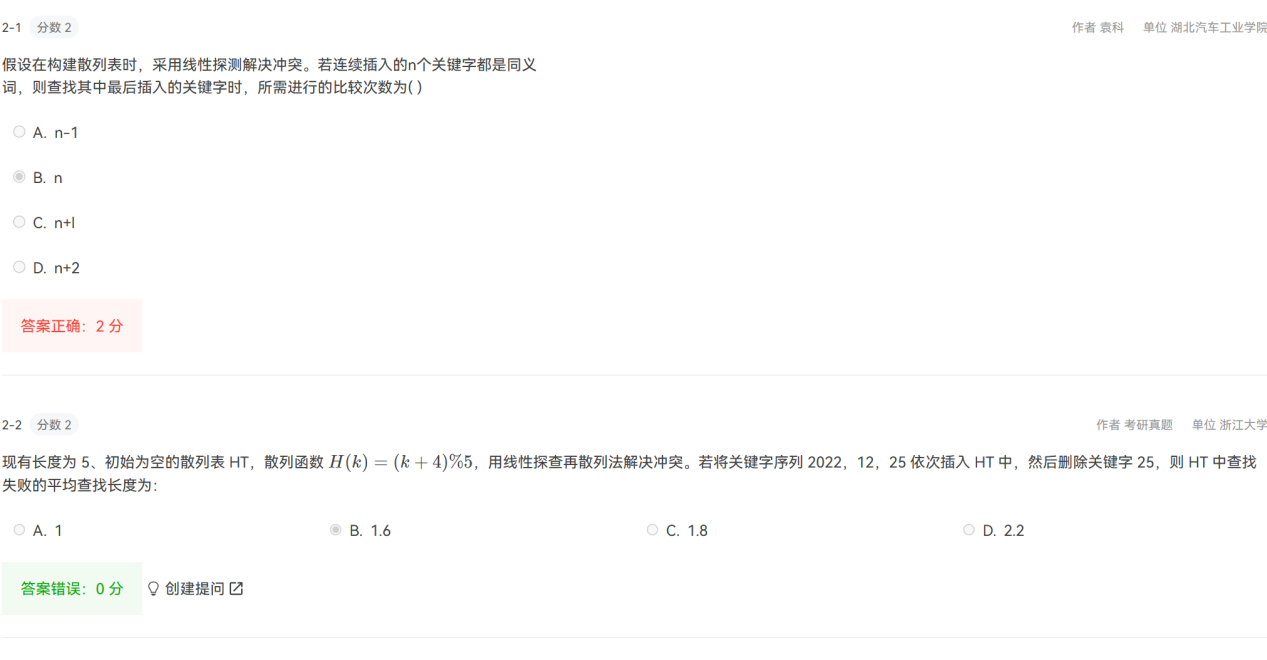 2-1 分数 2 作者 袁科 单位 湖北汽车工业学院
假设在构建散列表时，采用线性探测解决冲突。若连续插入的n个关键字都是同义
词，则查找其中最后插入的关键字时，所需进行的比较次数为( )
A. n-1
B. n
C. n+l
D. n+2
答案正确：2 分
2-2 分数 2 作者 考研真题 单位 浙江大学
现有长度为 5、初始为空的散列表 HT，散列函数 H(k) = (k + 4)%5，用线性探查再散列法解决冲突。若将关键字序列 2022，12，25 依次插入 HT 中，然后删除关键字 25，则 HT 中查找
失败的平均查找长度为：
A. 1 B. 1.6 C. 1.8 D. 2.2
答案错误：0 分 创建提问